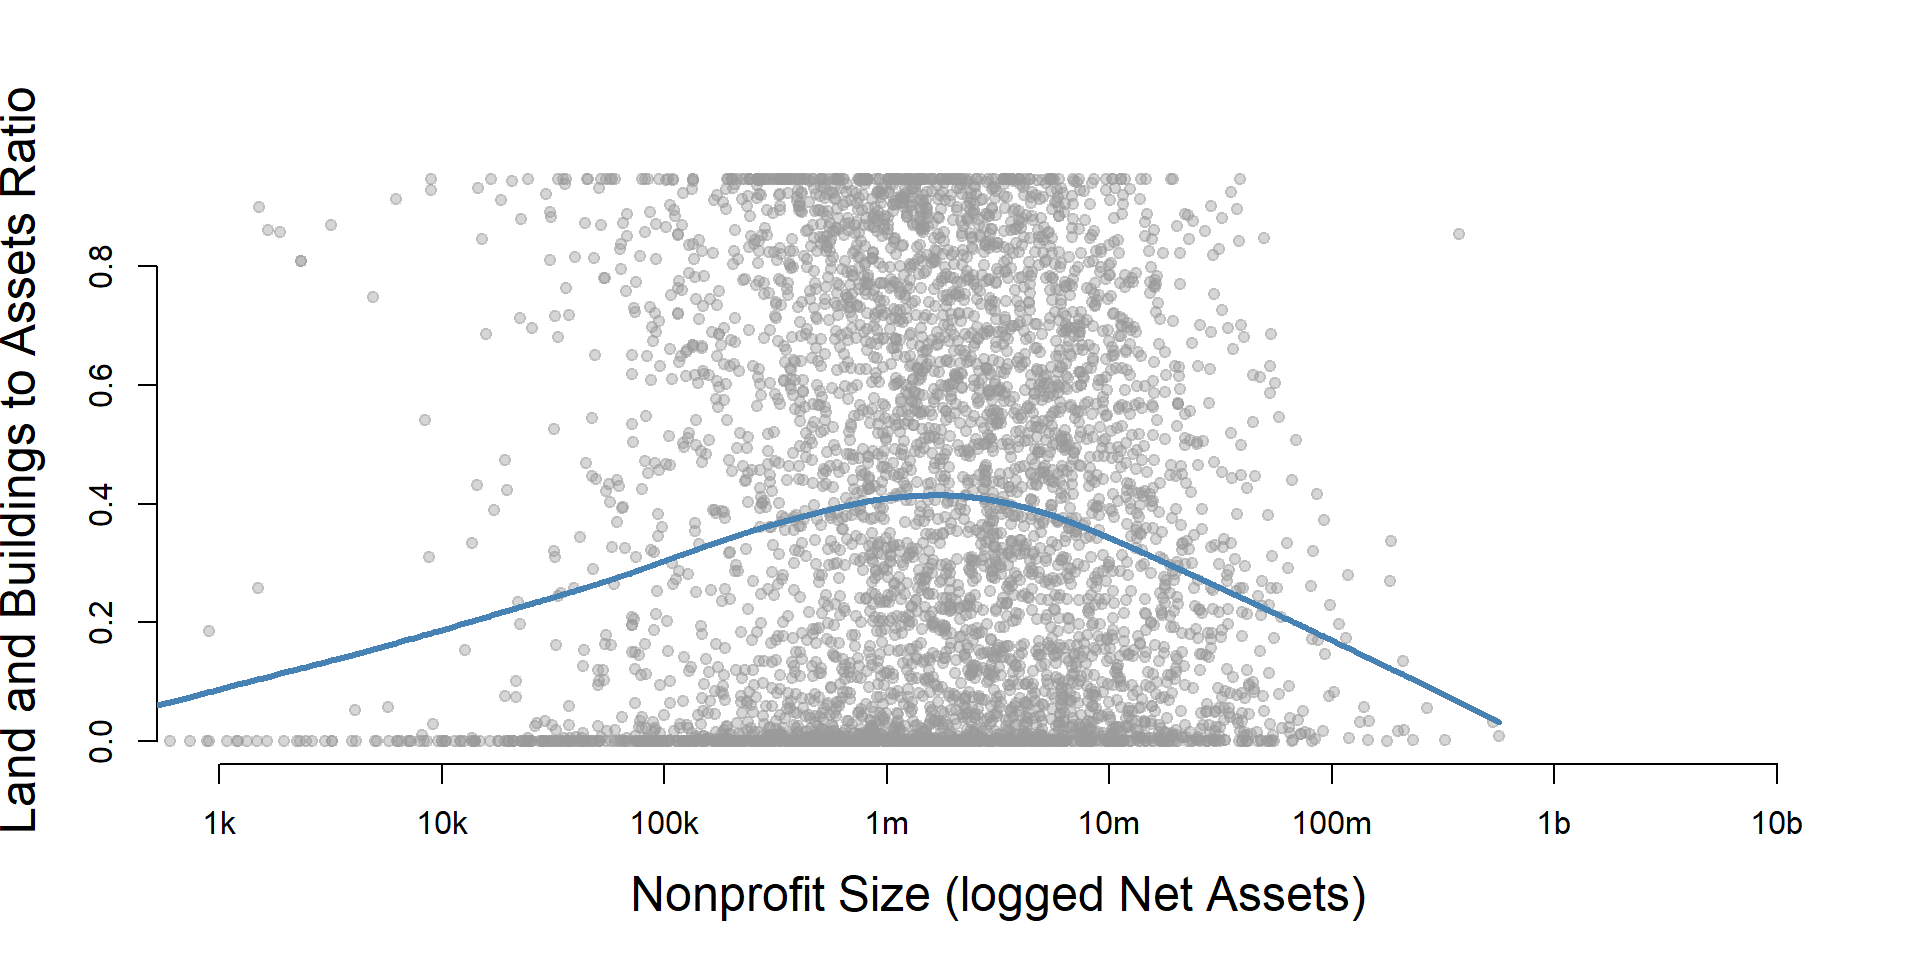 Land and Buildings to Assets Ratio
0.8
0.6
0.4
0.2
0.0
1k 10k 100k 1m 10m 100m 1b 10b
Nonprofit Size (logged Net Assets)